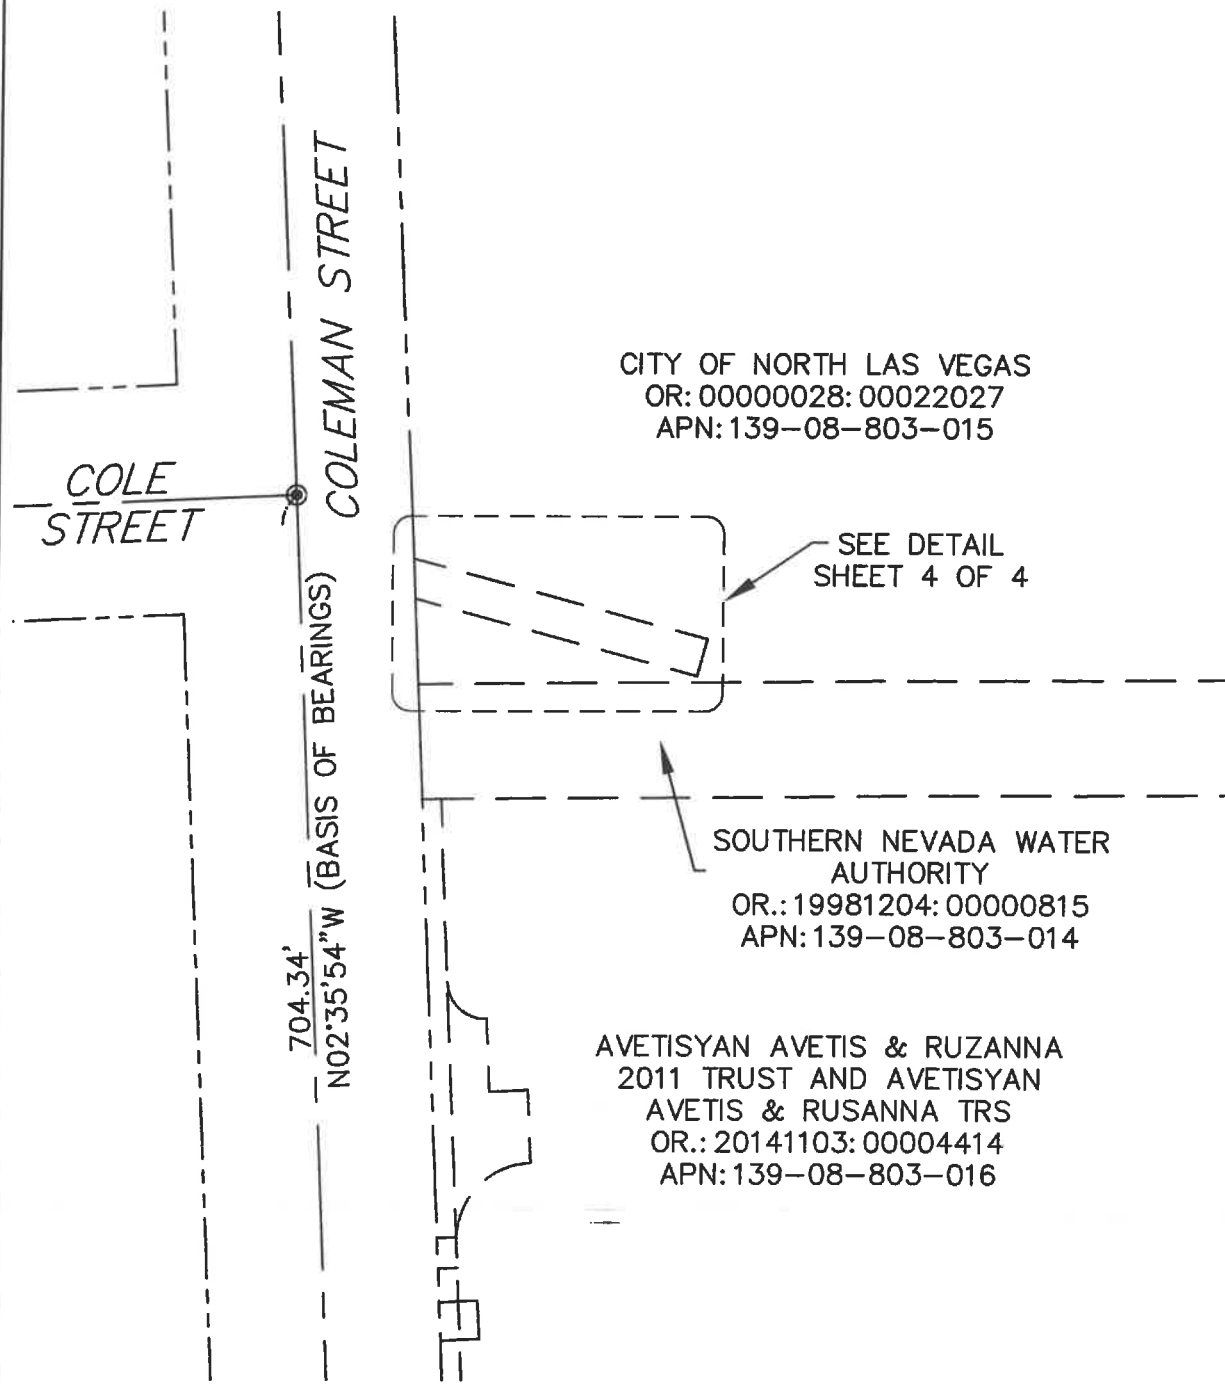 COLEMAN STREET
CITY OF NORTH LAS VEGAS
OR: 00000028: 00022027
APN: 139-08-803-015
COLE
STREET
SEE DETAIL
SHEET 4 OF 4
704.34'
N02°35'54"W (BASIS OF BEARINGS)
SOUTHERN NEVADA WATER
AUTHORITY
OR.: 19981204: 00000815
APN: 139-08-803-014
AVETISYAN AVETIS & RUZANNA
2011 TRUST AND AVETISYAN
AVETIS & RUSANNA TRS
OR.: 20141103: 00004414
APN: 139-08-803-016